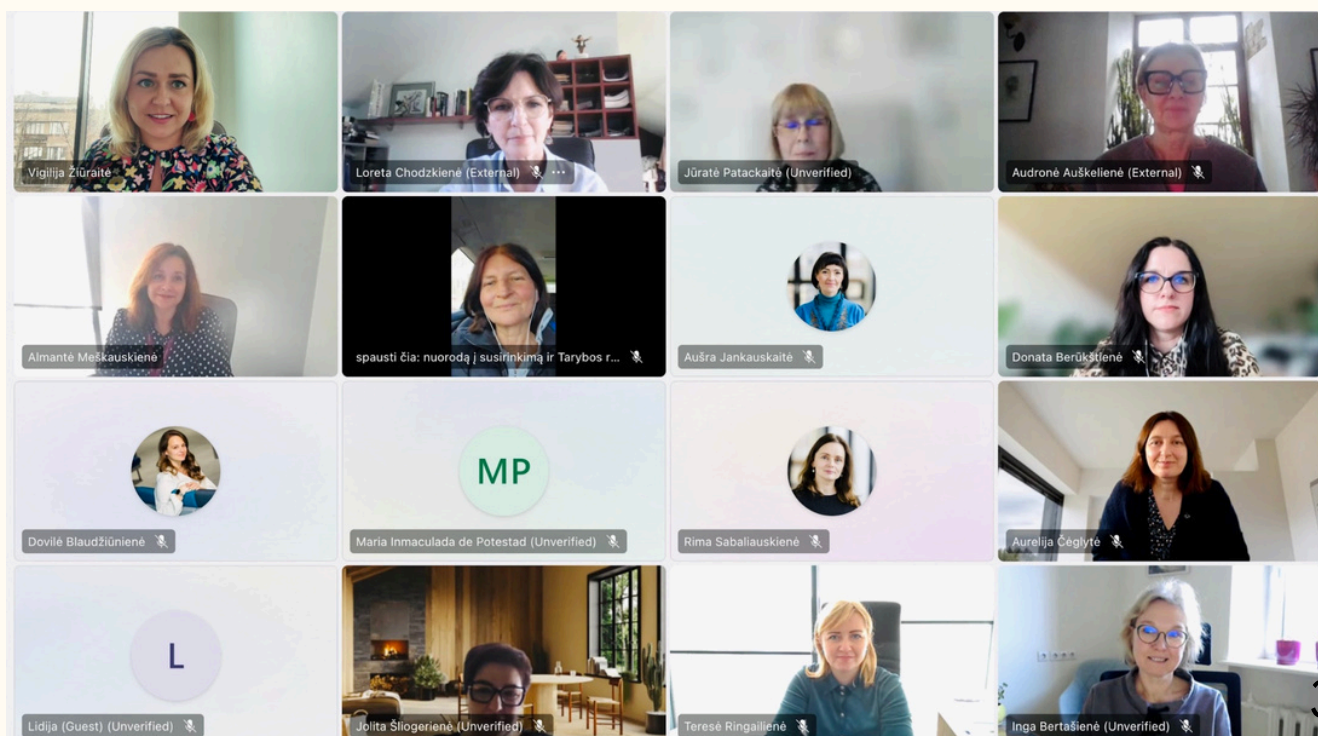 Vigilija Žiūraitė
Loreta Chodzkienė (External)
Jūratė Patackaitė (Unverified)
Audronė Auškelienė (External)
Almantė Meškauskienė
spausti čia: nuorodą į susirinkimą ir Tarybos r...
Aušra Jankauskaitė
Donata Berūkštienė
Dovilė Blaudžiūnienė
MP
Maria Inmaculada de Potestad (Unverified)
Rima Sabaliauskienė
Aurelija Čėglytė
L
Lidija (Guest) (Unverified)
Jolita Šliogerienė (Unverified)
Teresė Ringailienė
Inga Bertašienė (Unverified)